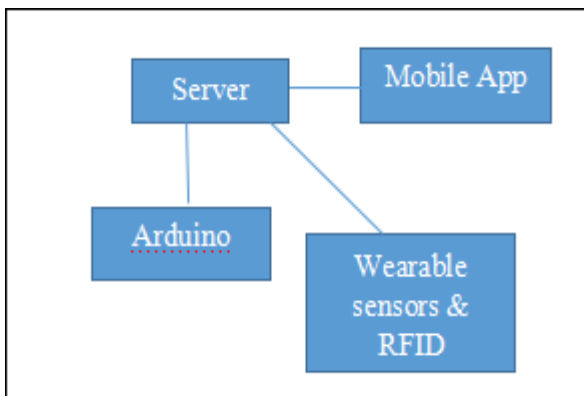 Server
Mobile App
Arduino
Wearable
sensors &
RFID